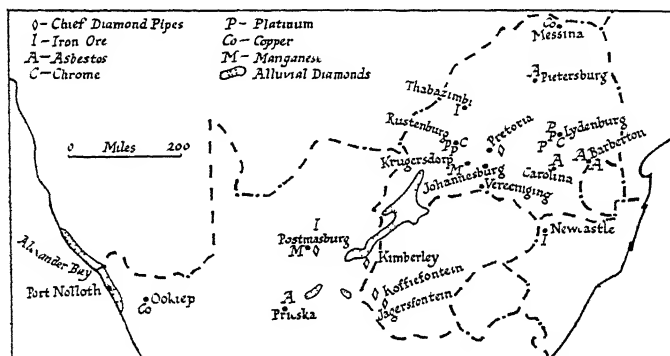 ◊ – Chief Diamond Pipes
I – Iron Ore
A – Asbestos
C – Chrome
P – Platinum
Co – Copper
M – Manganese
Alluvial Diamonds
0 Miles 200
Co
Messina
A
Pietersburg
Thabazimbi
I
Rustenburg
P P C
Pretoria
P P P C
Lydenburg
Krugersdorp
M
Johannesburg
Vereeniging
A
Carolina
A A A
Barberton
I
Newcastle
I
Postmasburg
M
Kimberley
Koffiefontein
Jagersfontein
A
Prieska
Alexander Bay
Port Nolloth
Ookiep
Co